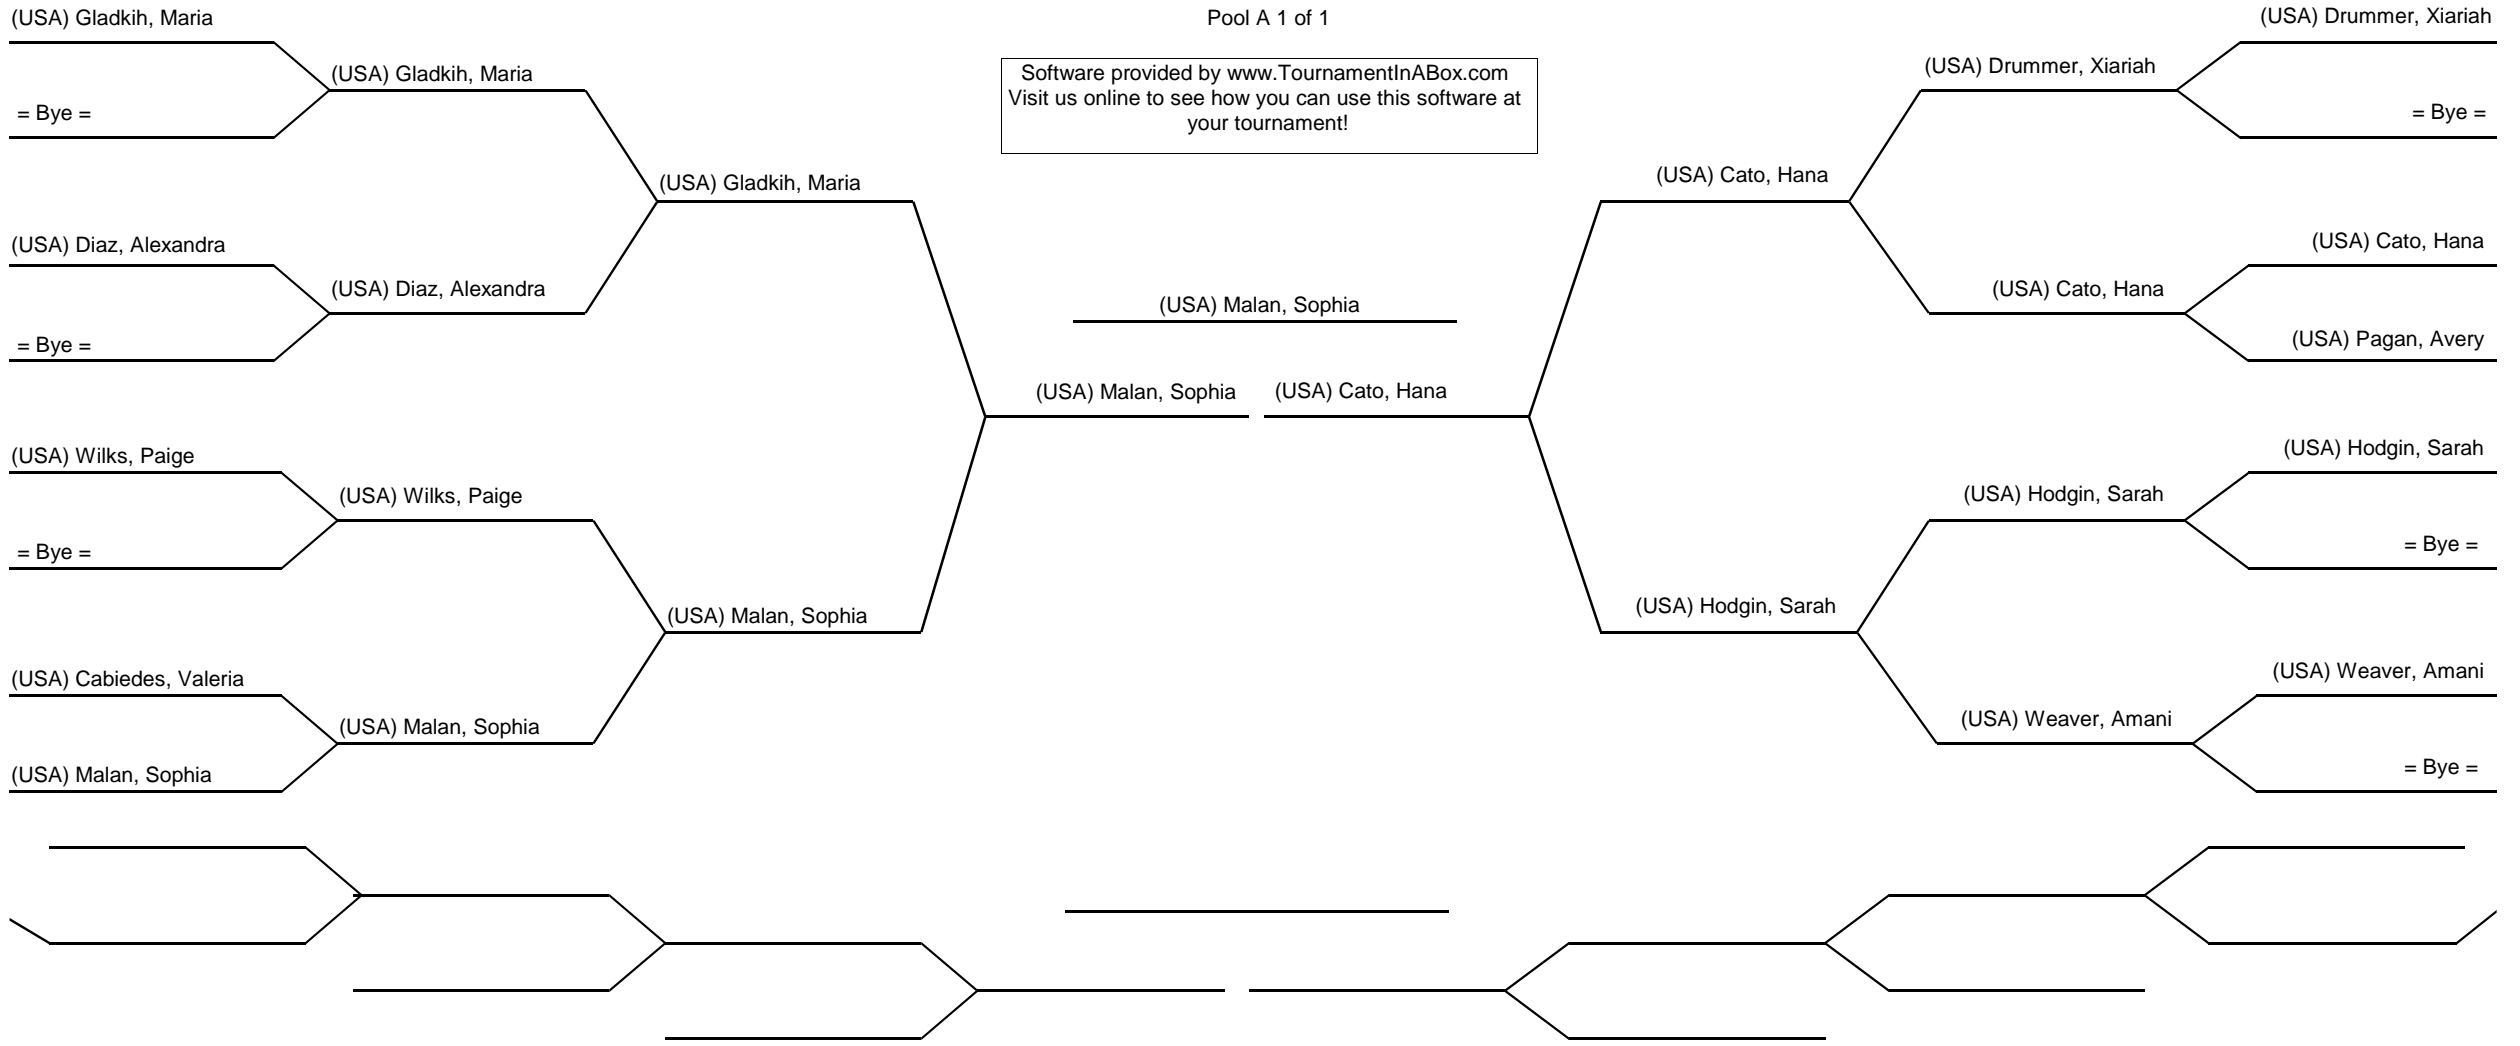 Pool A 1 of 1
Software provided by www.TournamentInABox.com
Visit us online to see how you can use this software at
your tournament!
(USA) Gladkih, Maria
= Bye =
(USA) Diaz, Alexandra
= Bye =
(USA) Wilks, Paige
= Bye =
(USA) Cabiedes, Valeria
(USA) Malan, Sophia
(USA) Gladkih, Maria
(USA) Diaz, Alexandra
(USA) Wilks, Paige
(USA) Malan, Sophia
(USA) Gladkih, Maria
(USA) Malan, Sophia
(USA) Malan, Sophia
(USA) Malan, Sophia
(USA) Cato, Hana
(USA) Cato, Hana
(USA) Hodgin, Sarah
(USA) Drummer, Xiariah
(USA) Cato, Hana
(USA) Hodgin, Sarah
(USA) Weaver, Amani
(USA) Drummer, Xiariah
= Bye =
(USA) Cato, Hana
(USA) Pagan, Avery
(USA) Hodgin, Sarah
= Bye =
(USA) Weaver, Amani
= Bye =